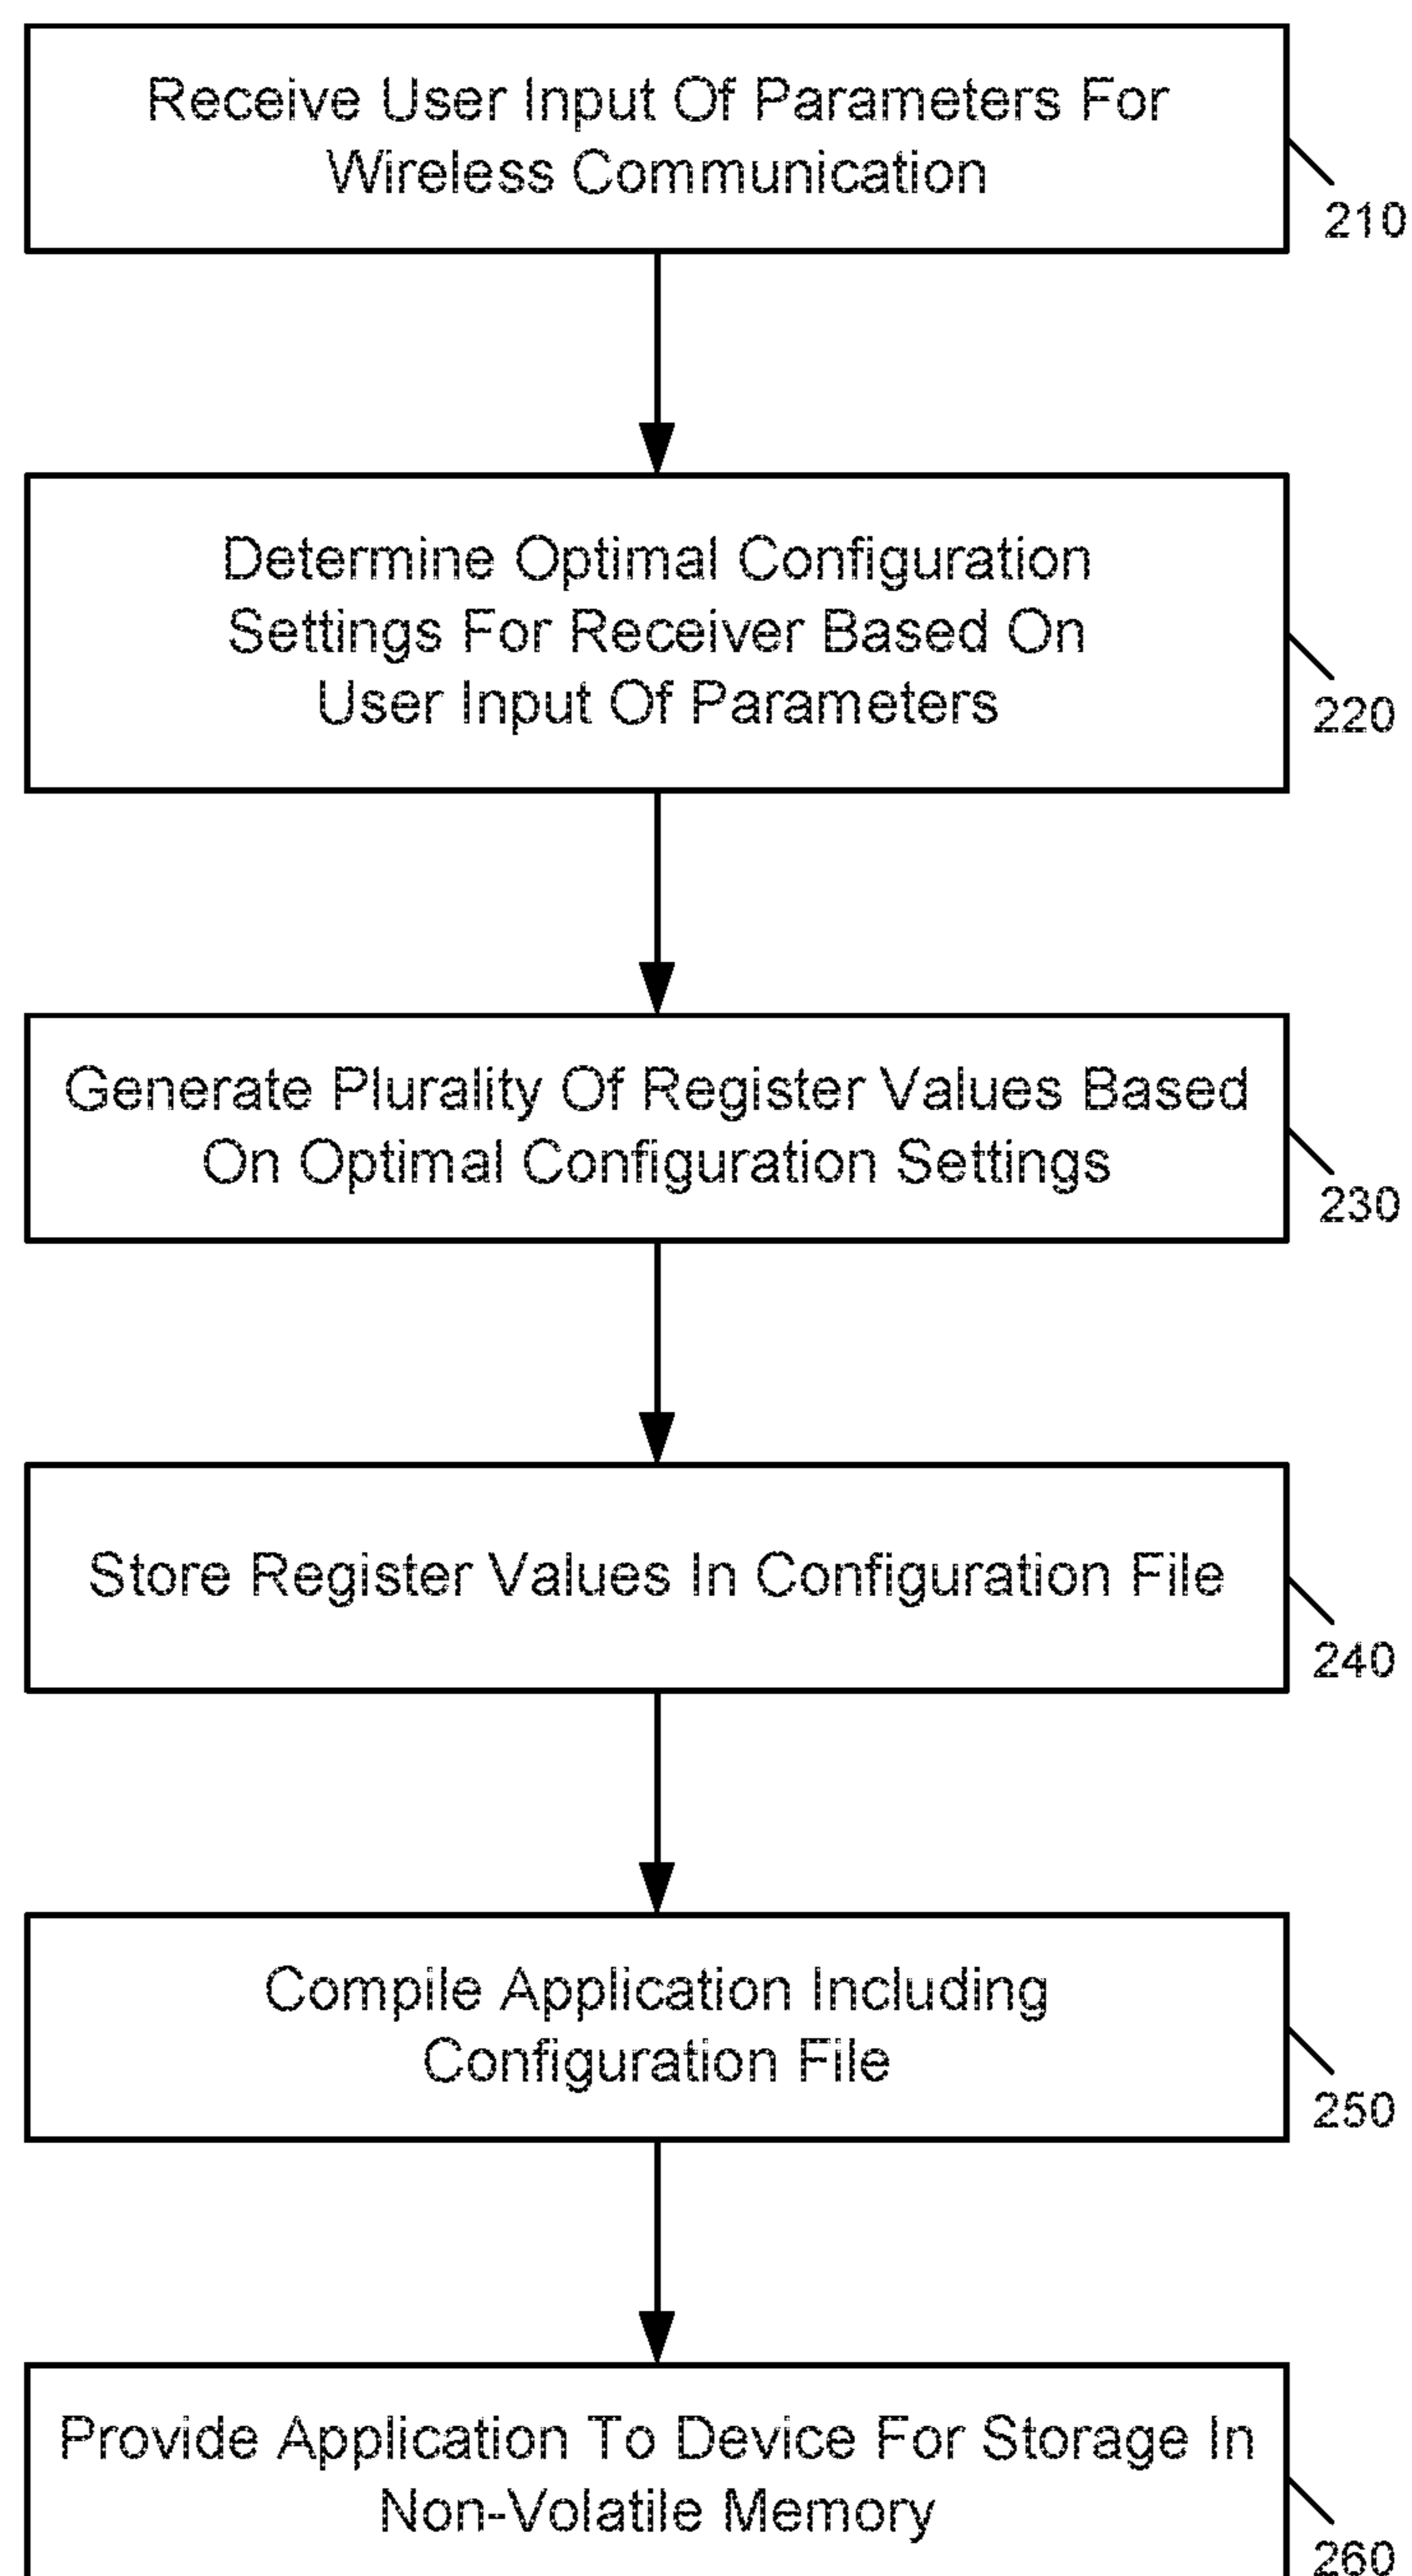 Receive User Input Of Parameters For
Wireless Communication
210
Determine Optimal Configuration
Settings For Receiver Based On
User Input Of Parameters
220
Generate Plurality Of Register Values Based
On Optimal Configuration Settings
230
Store Register Values In Configuration File
240
Compile Application Including
Configuration File
250
Provide Application To Device For Storage In
Non-Volatile Memory
260